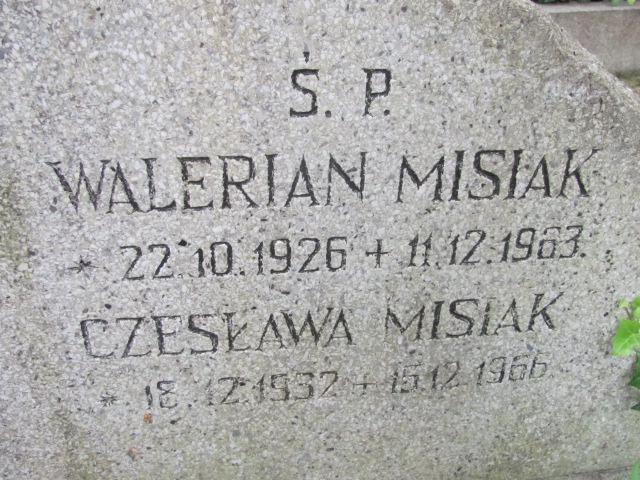 Ś. P.
WALERIAN MISIAK
* 22.10.1926 + 11.12.1963.
CZESŁAWA MISIAK
* 18.12.1932 + 15.12.1966